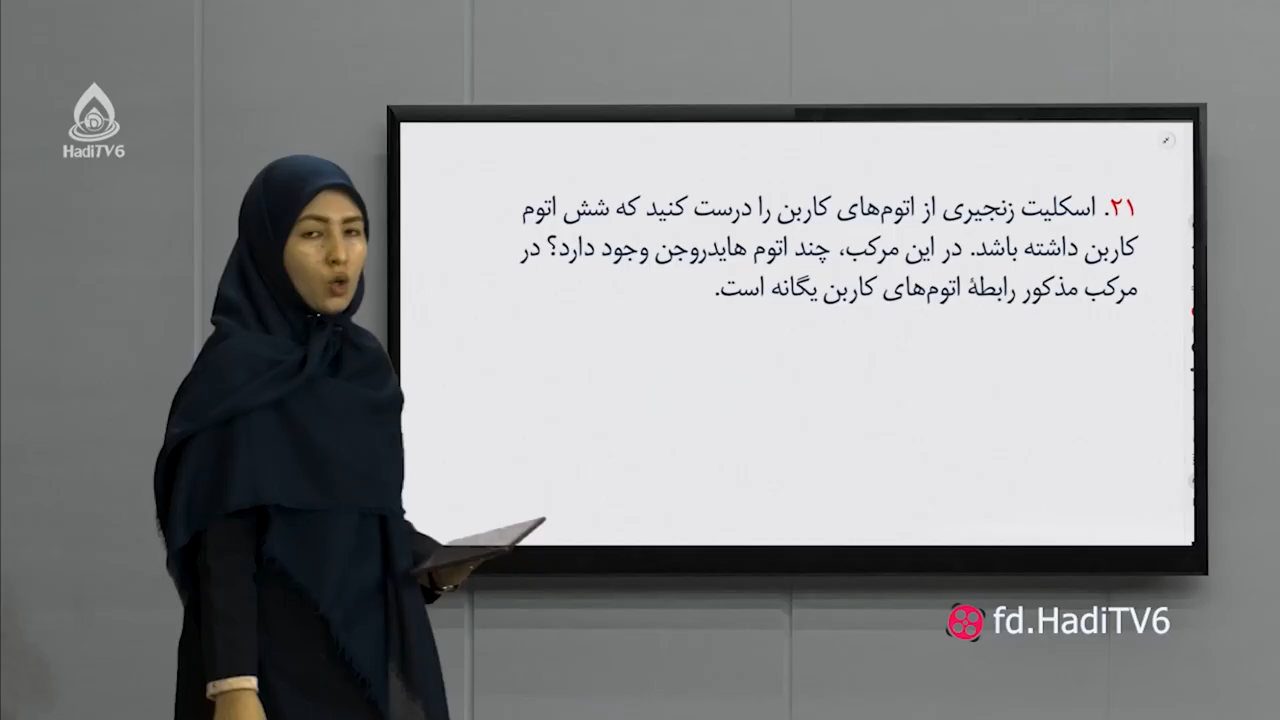 HadiTV6
۲۱. اسکلیت زنجیری از اتوم‌های کاربن را درست کنید که شش اتوم
کاربن داشته باشد. در این مرکب، چند اتوم هایدروجن وجود دارد؟ در
مرکب مذکور رابطهٔ اتوم‌های کاربن یگانه است.
fd.HadiTV6